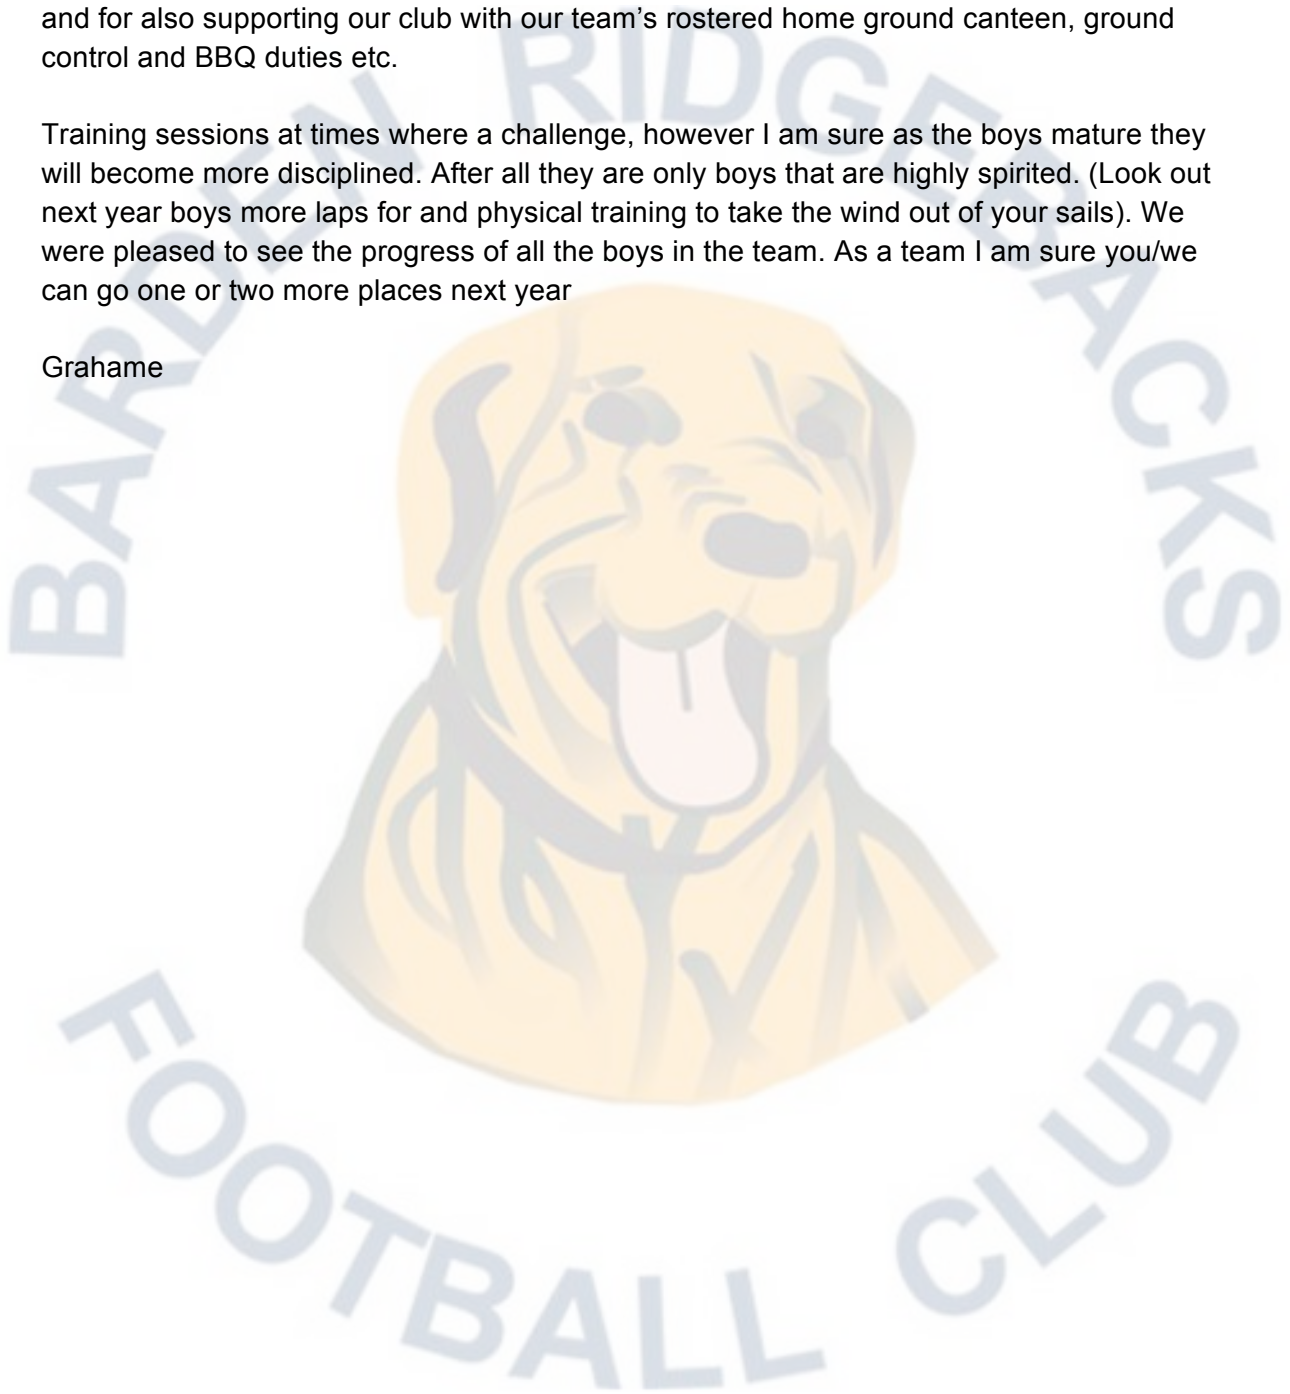 and for also supporting our club with our team's rostered home ground canteen, ground
control and BBQ duties etc.
Training sessions at times where a challenge, however I am sure as the boys mature they
will become more disciplined. After all they are only boys that are highly spirited. (Look out
next year boys more laps for and physical training to take the wind out of your sails). We
were pleased to see the progress of all the boys in the team. As a team I am sure you/we
can go one or two more places next year
Grahame
BARDEN RIDGEBACKS
FOOTBALL CLUB